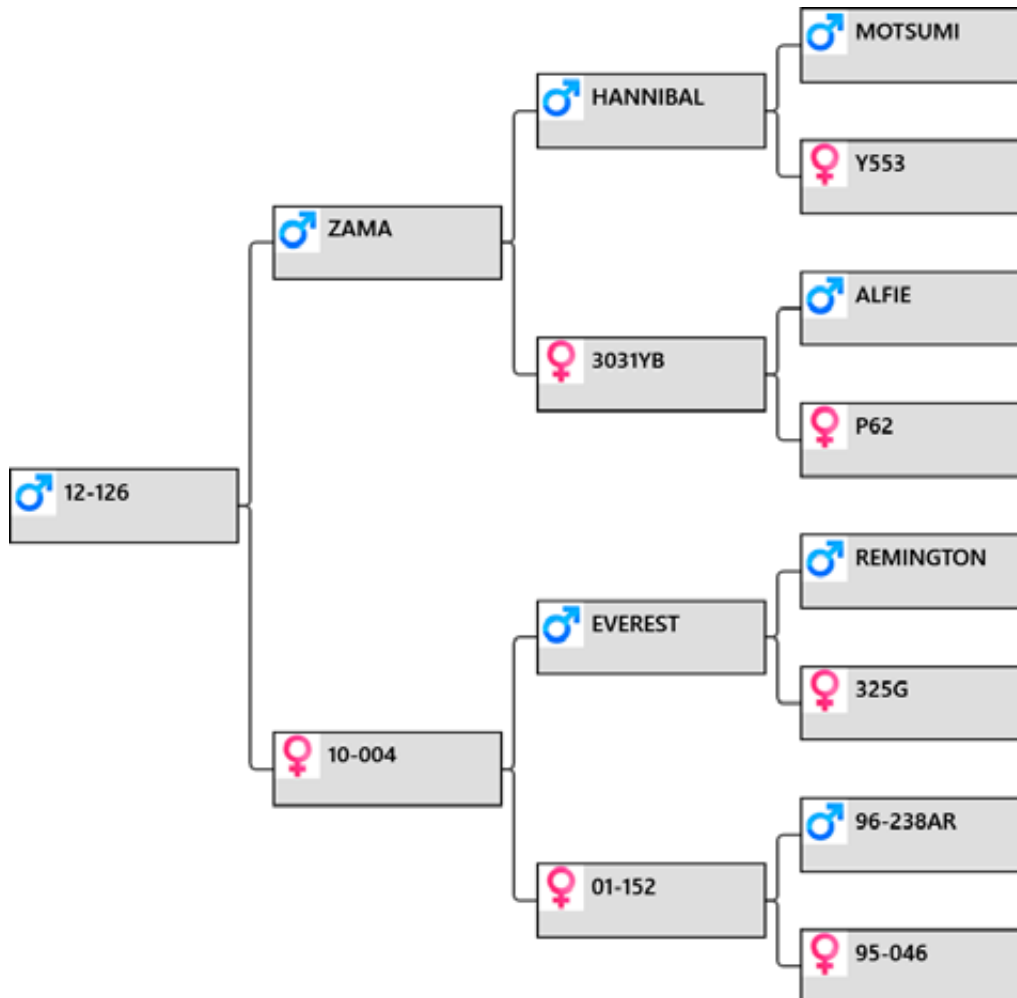 MOTSUMI
HANNIBAL
Y553
ZAMA
ALFIE
3031YB
P62
12-126
REMINGTON
EVEREST
325G
10-004
96-238AR
01-152
95-046